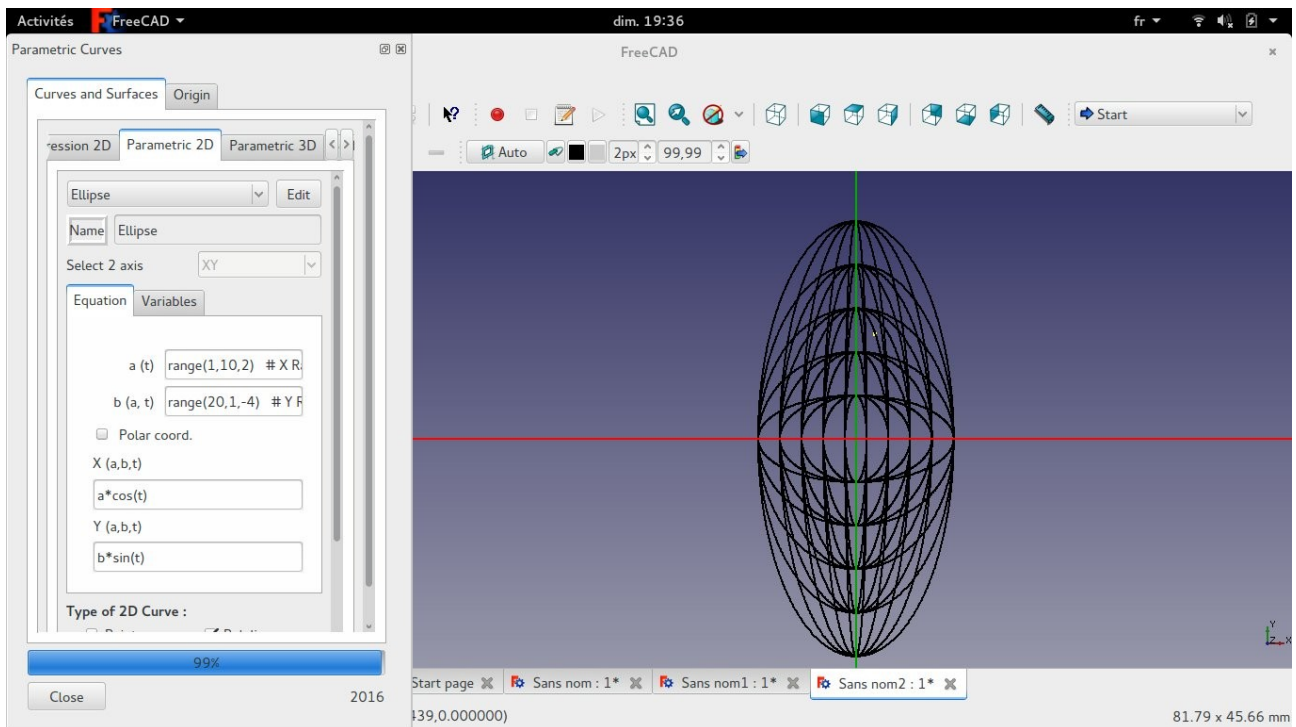 Activités FreeCAD dim. 19:36 fr
Parametric Curves
FreeCAD
Curves and Surfaces Origin
ression 2D Parametric 2D Parametric 3D
Start
Auto 2px 99,99
Ellipse Edit
Name Ellipse
Select 2 axis XY
Equation Variables
a (t) range(1,10,2) # X R
b (a, t) range(20,1,-4) # Y R
Polar coord.
X (a,b,t)
a*cos(t)
Y (a,b,t)
b*sin(t)
Type of 2D Curve :
Y
Z X
99%
Start page Sans nom : 1* Sans nom1 : 1* Sans nom2 : 1*
Close 2016
439,0.000000) 81.79 x 45.66 mm